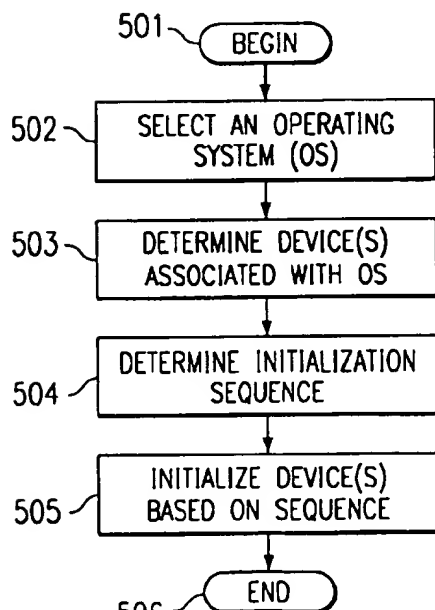 501
BEGIN
502
SELECT AN OPERATING
SYSTEM (OS)
503
DETERMINE DEVICE(S)
ASSOCIATED WITH OS
504
DETERMINE INITIALIZATION
SEQUENCE
505
INITIALIZE DEVICE(S)
BASED ON SEQUENCE
END